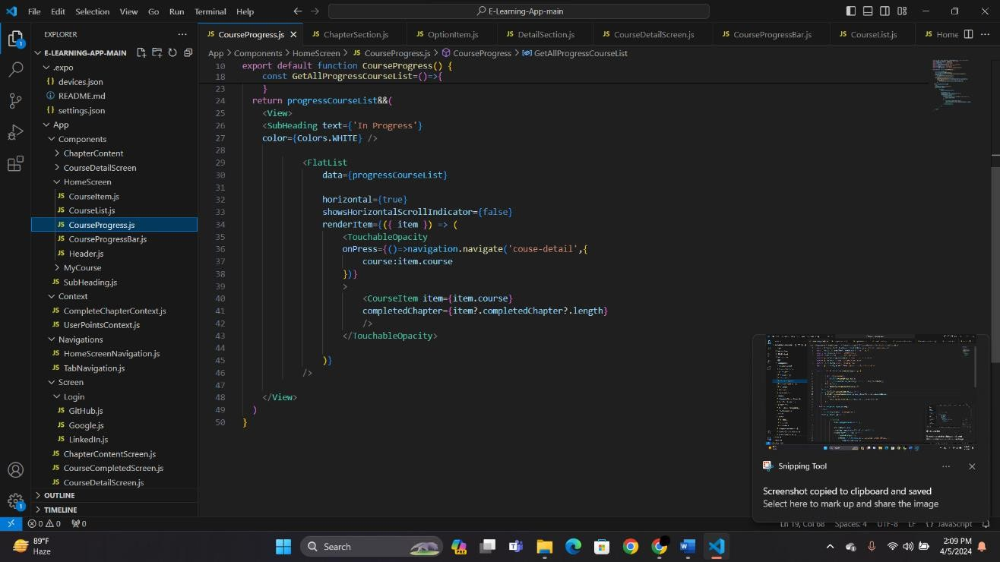 File Edit Selection View Go Run Terminal Help
E-Learning-App-main
EXPLORER
E-LEARNING-APP-MAIN
.expo
devices.json
README.md
settings.json
App
Components
ChapterContent
CourseDetailScreen
HomeScreen
CourseItem.js
CourseList.js
CourseProgress.js
CourseProgressBar.js
Header.js
MyCourse
SubHeading.js
Context
CompleteChapterContext.js
UserPointsContext.js
Navigations
HomeScreenNavigation.js
TabNavigation.js
Screen
Login
GitHub.js
Google.js
LinkedIn.js
ChapterContentScreen.js
CourseCompletedScreen.js
CourseDetailScreen.js
OUTLINE
TIMELINE
CourseProgress.js ChapterSection.js OptionItem.js DetailSection.js CourseDetailScreen.js CourseProgressBar.js CourseList.js Home
App > Components > HomeScreen > CourseProgress.js > CourseProgress > GetAllProgressCourseList
10 export default function CourseProgress() {
18 const GetAllProgressCourseList=()=>{
23 }
24 return progressCourseList&&(
25 <View>
26 <SubHeading text={'In Progress'}
27 color={Colors.WHITE} />
28
29 <FlatList
30 data={progressCourseList}
31
32 horizontal={true}
33 showsHorizontalScrollIndicator={false}
34 renderItem={({ item }) => (
35 <TouchableOpacity
36 onPress={()=>navigation.navigate('couse-detail',{
37 course:item.course
38 })}
39 >
40 <CourseItem item={item.course}
41 completedChapter={item?.completedChapter?.length}
42 />
43 </TouchableOpacity>
44
45 )}
46 />
47
48 </View>
49 )
50 }
Snipping Tool
Screenshot copied to clipboard and saved
Select here to mark up and share the image
0 0 0
Ln 19, Col 68 Spaces: 4 UTF-8 LF {} JavaScript
89°F
Haze
Search
2:09 PM
4/5/2024